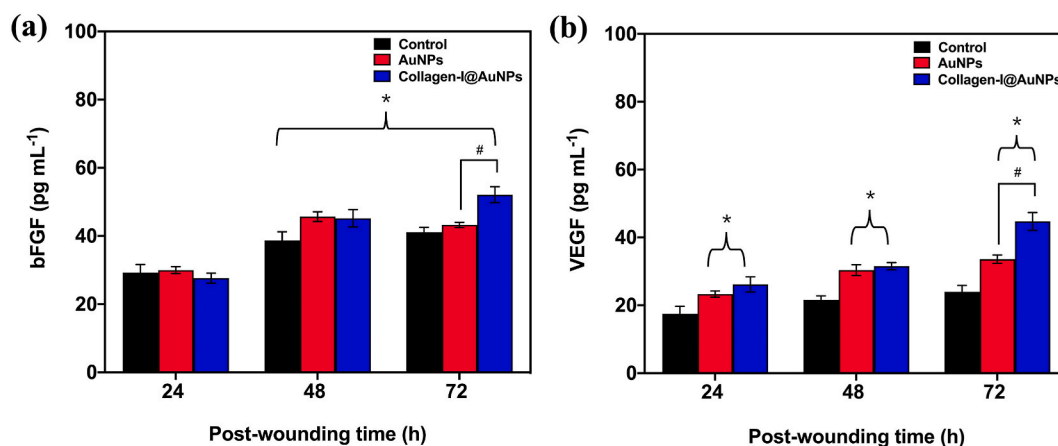 (a)
100
80
60
40
20
0
bFGF (pg mL⁻¹)
Control
AuNPs
Collagen-I@AuNPs
*
#
24 48 72
Post-wounding time (h)
(b)
100
80
60
40
20
0
VEGF (pg mL⁻¹)
Control
AuNPs
Collagen-I@AuNPs
*
*
*
#
24 48 72
Post-wounding time (h)